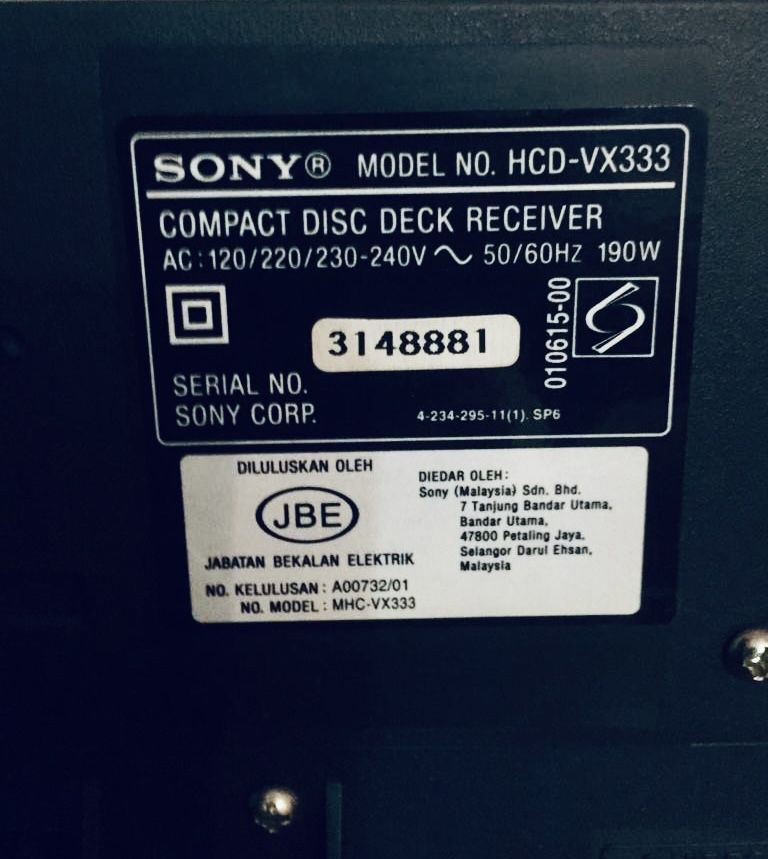 SONY® MODEL NO. HCD-VX333
COMPACT DISC DECK RECEIVER
AC:120/220/230-240V ~ 50/60HZ 190W
3148881
010615-00
SERIAL NO.
SONY CORP.
4-234-295-11(1). SP6
DILULUSKAN OLEH
JBE
JABATAN BEKALAN ELEKTRIK
NO. KELULUSAN : A00732/01
NO. MODEL : MHC-VX333
DIEDAR OLEH:
Sony (Malaysia) Sdn. Bhd.
7 Tanjung Bandar Utama,
Bandar Utama,
47800 Petaling Jaya,
Selangor Darul Ehsan,
Malaysia